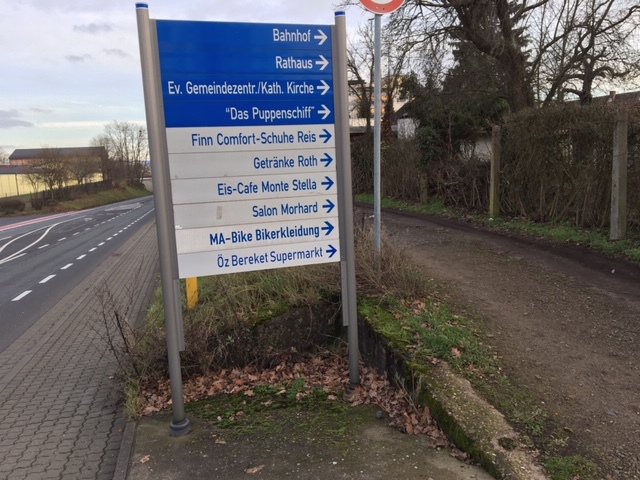 Bahnhof
Rathaus
Ev. Gemeindezentr./Kath. Kirche
“Das Puppenschiff”
Finn Comfort-Schuhe Reis
Getränke Roth
Eis-Cafe Monte Stella
Salon Morhard
MA-Bike Bikerkleidung
Öz Bereket Supermarkt